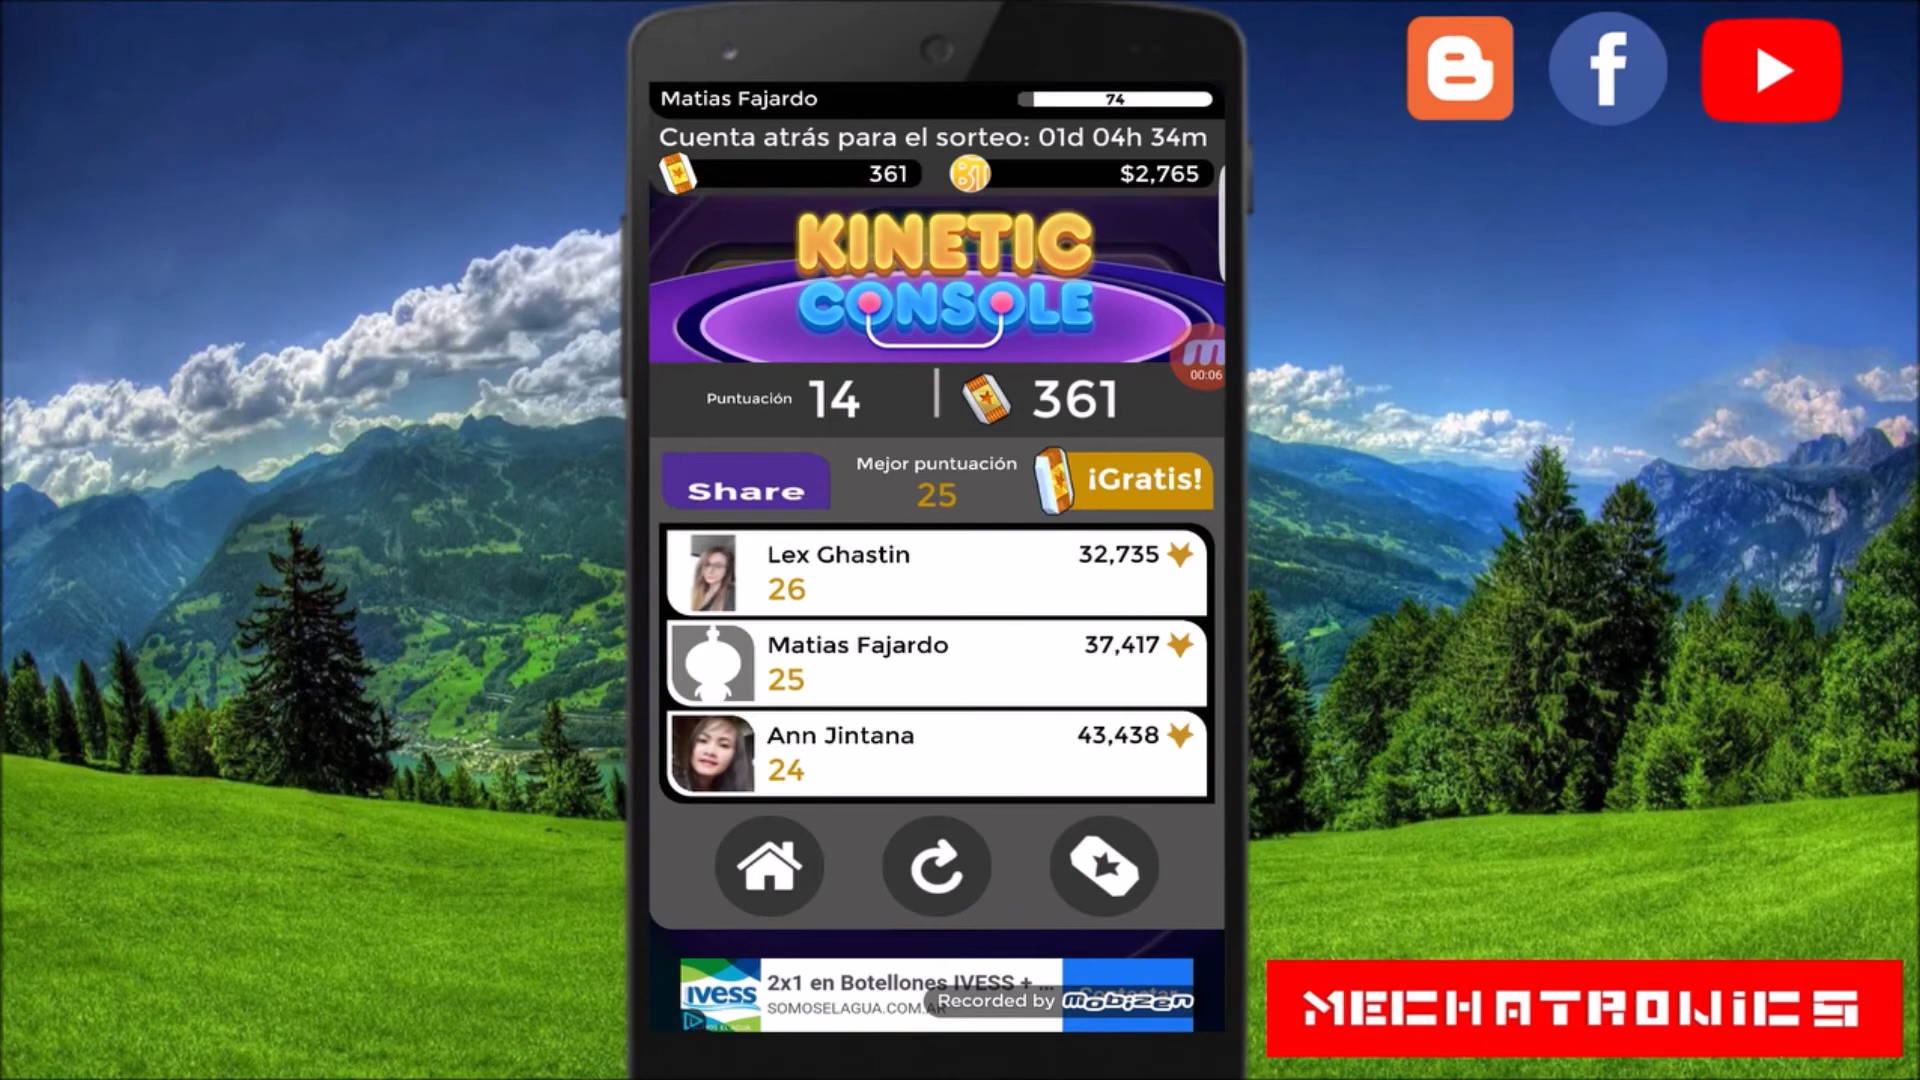 Matias Fajardo
74
Cuenta atrás para el sorteo: 01d 04h 34m
361
BT
$2,765
KINETIC
CONSOLE
00:06
Puntuación 14
361
Share
Mejor puntuación
25
¡Gratis!
Lex Ghastin
32,735
26
Matias Fajardo
37,417
25
Ann Jintana
43,438
24
IVESS
2x1 en Botellones IVESS + ...
SOMOSELAGUA.COM.AR
Recorded by mobizen
MECHATRONICS